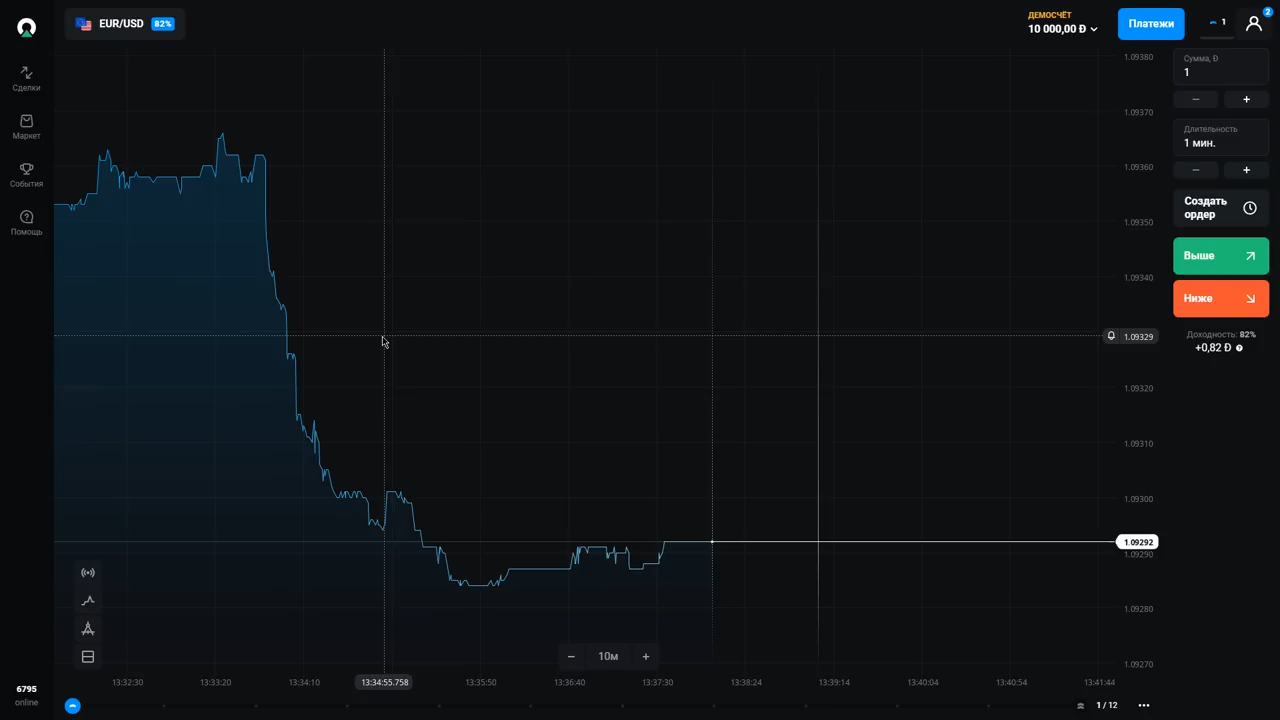 EUR/USD 82%
ДЕМОСЧЁТ
10 000,00 Đ
Платежи
1
2
Сделки
Маркет
События
Помощь
6795
online
1.09380
1.09370
1.09360
1.09350
1.09340
1.09329
1.09320
1.09310
1.09300
1.09292
1.09290
1.09280
1.09270
Сумма, Đ
1
− +
Длительность
1 мин.
− +
Создать
ордер
Выше
Ниже
Доходность: 82%
+0,82 Đ
− 10м +
13:32:30 13:33:20 13:34:10 13:34:55.758 13:35:50 13:36:40 13:37:30 13:38:24 13:39:14 13:40:04 13:40:54 13:41:44
1 / 12